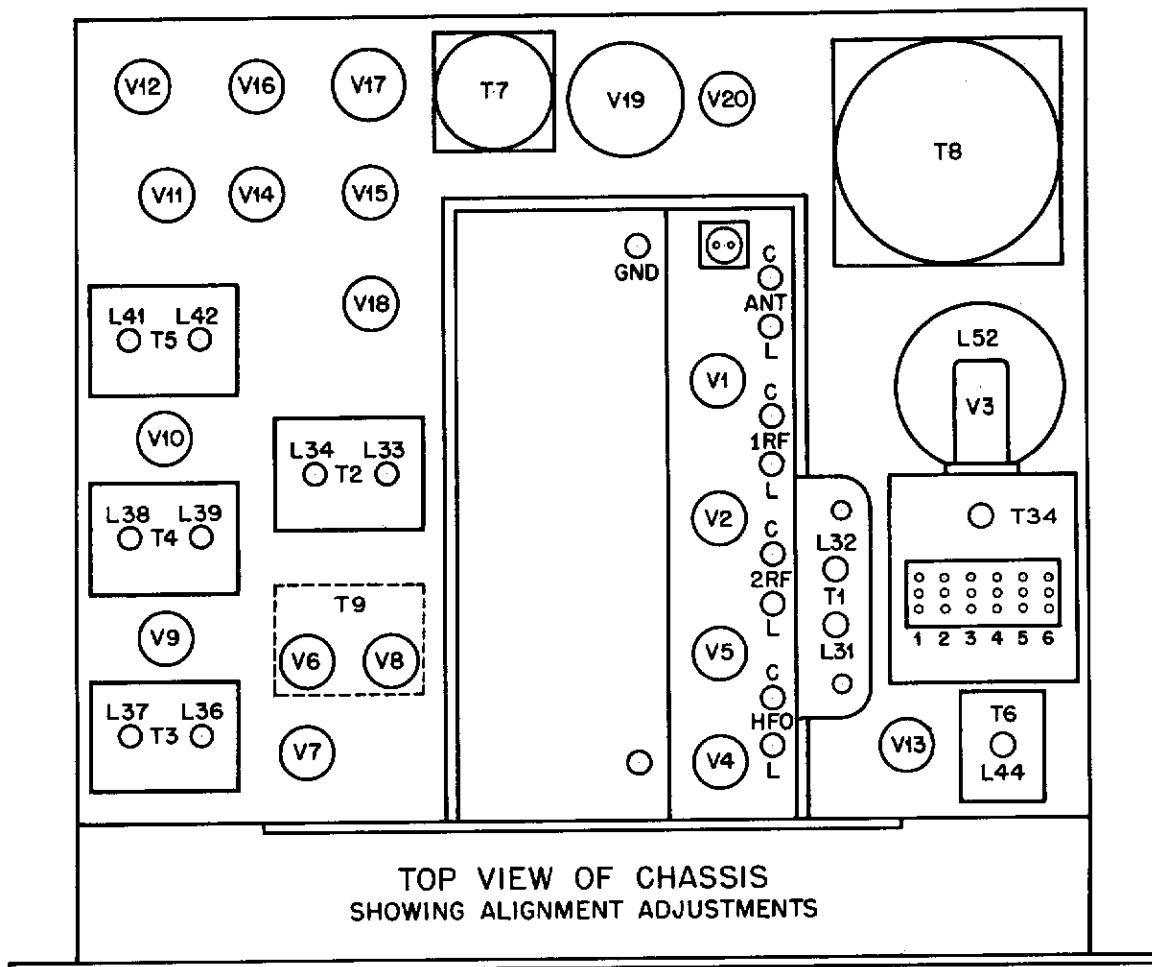 V12 V16 V17 T7 V19 V20 T8
V11 V14 V15
GND
C
ANT
L
V18
L41 L42
T5
V1
L52
V3
C
1RF
L
V10
L34 L33
T2
L38 L39
T4
V2
C
2RF
L
L32
T1
L31
T34
1 2 3 4 5 6
T9
V6 V8
V9
V5
C
HFO
L
L37 L36
T3
V7
V4
V13
T6
L44
TOP VIEW OF CHASSIS
SHOWING ALIGNMENT ADJUSTMENTS